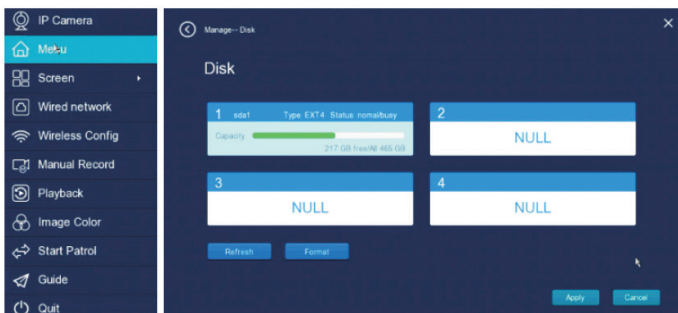 IP Camera
Menu
Screen
Wired network
Wireless Config
Manual Record
Playback
Image Color
Start Patrol
Guide
Quit
Manage-- Disk
Disk
1 sda1 Type EXT4 Status nomal/busy
Capacity
217 GB free/All 465 GB
2
NULL
3
NULL
4
NULL
Refresh Format
Apply Cancel